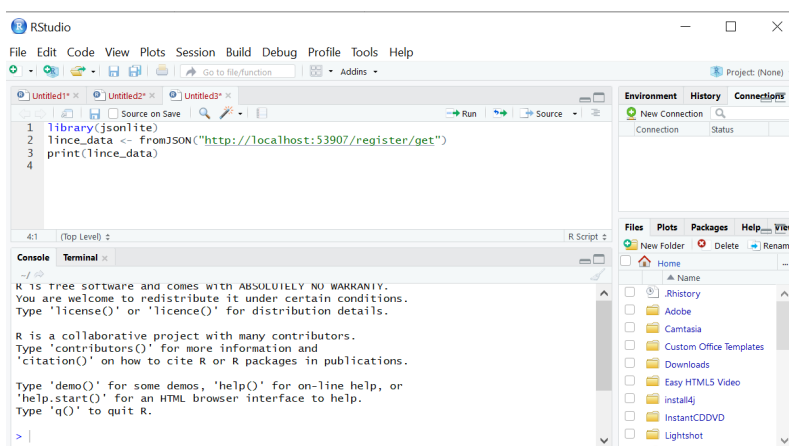 RStudio
File Edit Code View Plots Session Build Debug Profile Tools Help
Go to file/function Addins Project: (None)
Untitled1* Untitled2* Untitled3*
Source on Save Run Source
1 library(jsonlite)
2 lince_data <- fromJSON("http://localhost:53907/register/get")
3 print(lince_data)
4
4:1 (Top Level) R Script
Console Terminal
~/
R is free software and comes with ABSOLUTELY NO WARRANTY.
You are welcome to redistribute it under certain conditions.
Type 'license()' or 'licence()' for distribution details.
R is a collaborative project with many contributors.
Type 'contributors()' for more information and
'citation()' on how to cite R or R packages in publications.
Type 'demo()' for some demos, 'help()' for on-line help, or
'help.start()' for an HTML browser interface to help.
Type 'q()' to quit R.
>
Environment History Connections
New Connection
Connection Status
Files Plots Packages Help View
New Folder Delete Renam
Home ...
Name
.Rhistory
Adobe
Camtasia
Custom Office Templates
Downloads
Easy HTML5 Video
install4j
InstantCDDVD
Lightshot